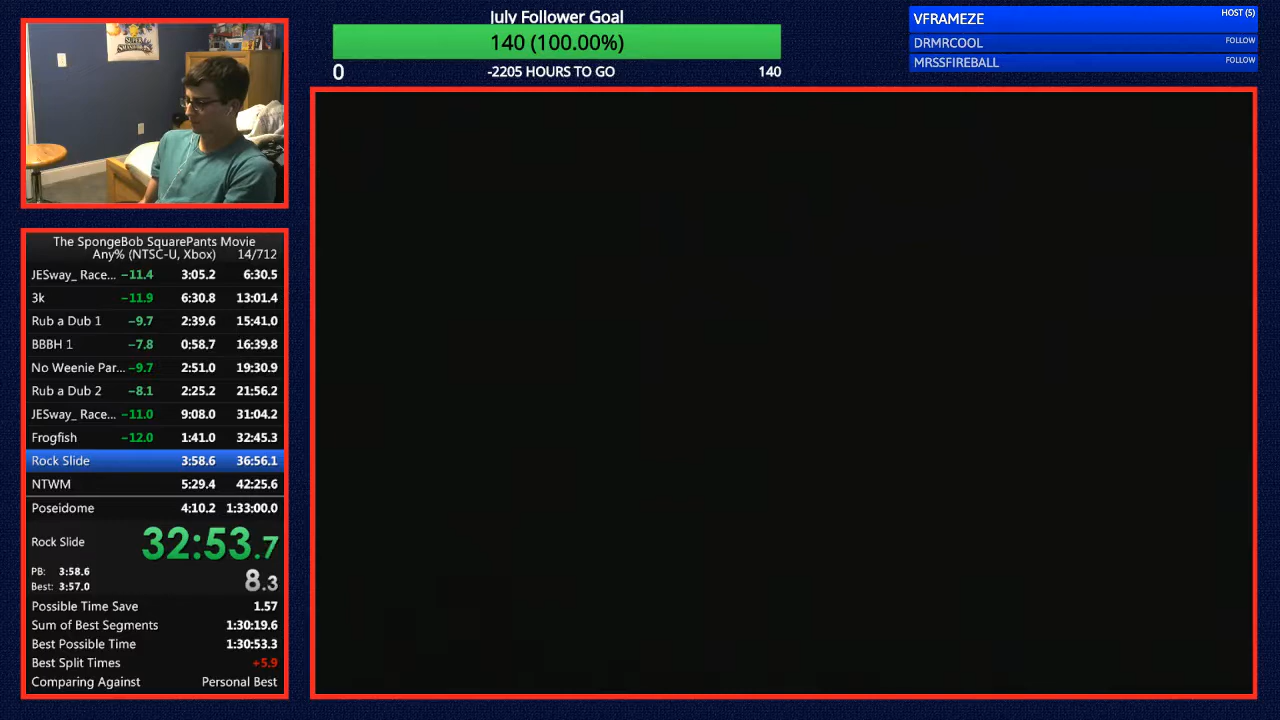 July Follower Goal
140 (100.00%)
0 -2205 HOURS TO GO 140
VFRAMEZE HOST (5)
DRMRCOOL FOLLOW
MRSSFIREBALL FOLLOW
The SpongeBob SquarePants Movie
Any% (NTSC-U, Xbox) 14/712
JESway_ Race... −11.4 3:05.2 6:30.5
3k −11.9 6:30.8 13:01.4
Rub a Dub 1 −9.7 2:39.6 15:41.0
BBBH 1 −7.8 0:58.7 16:39.8
No Weenie Par... −9.7 2:51.0 19:30.9
Rub a Dub 2 −8.1 2:25.2 21:56.2
JESway_ Race... −11.0 9:08.0 31:04.2
Frogfish −12.0 1:41.0 32:45.3
Rock Slide 3:58.6 36:56.1
NTWM 5:29.4 42:25.6
Poseidome 4:10.2 1:33:00.0
Rock Slide 32:53.7
PB: 3:58.6
Best: 3:57.0 8.3
Possible Time Save 1.57
Sum of Best Segments 1:30:19.6
Best Possible Time 1:30:53.3
Best Split Times +5.9
Comparing Against Personal Best